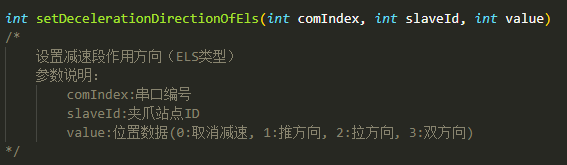 int setDecelerationDirectionOfEls(int comIndex, int slaveId, int value)
/*
设置减速段作用方向（ELS类型）
参数说明:
comIndex:串口编号
slaveId:夹爪站点ID
value:位置数据(0:取消减速, 1:推方向, 2:拉方向, 3:双方向)
*/